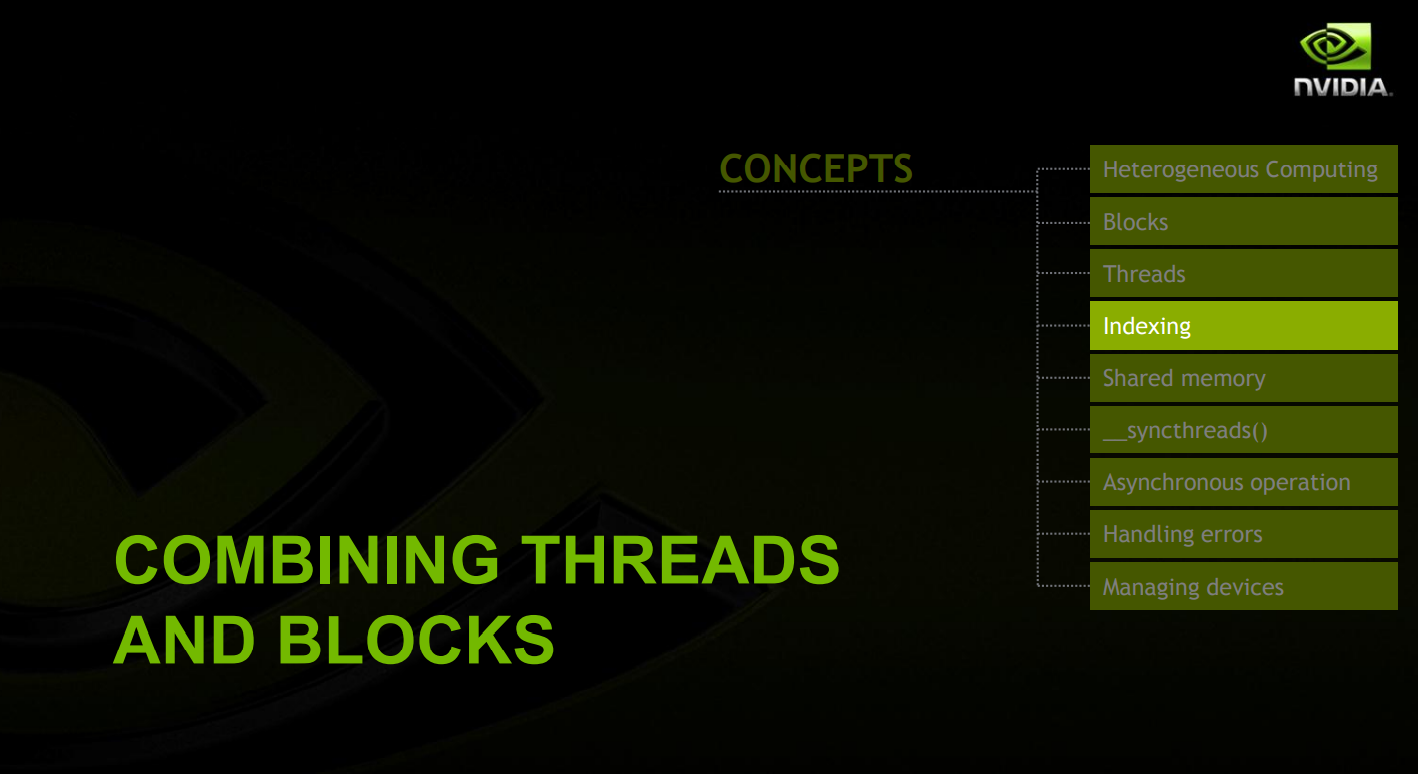 NVIDIA.
CONCEPTS
Heterogeneous Computing
Blocks
Threads
Indexing
Shared memory
__syncthreads()
Asynchronous operation
Handling errors
Managing devices
COMBINING THREADS
AND BLOCKS